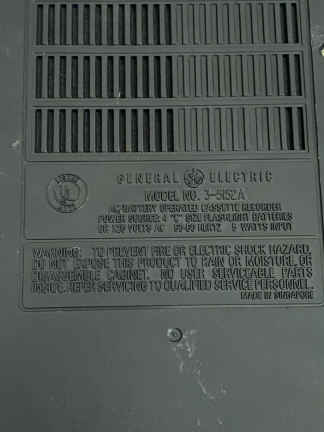 GENERAL ELECTRIC
MODEL NO. 3-5152A
AC/BATTERY OPERATED CASSETTE RECORDER
POWER SOURCE: 4 "C" SIZE FLASHLIGHT BATTERIES
OR 120 VOLTS AC 50-60 HERTZ 5 WATTS INPUT
WARNING: TO PREVENT FIRE OR ELECTRIC SHOCK HAZARD,
DO NOT EXPOSE THIS PRODUCT TO RAIN OR MOISTURE, OR
DISASSEMBLE CABINET. NO USER SERVICEABLE PARTS
INSIDE. REFER SERVICING TO QUALIFIED SERVICE PERSONNEL.
MADE IN SINGAPORE